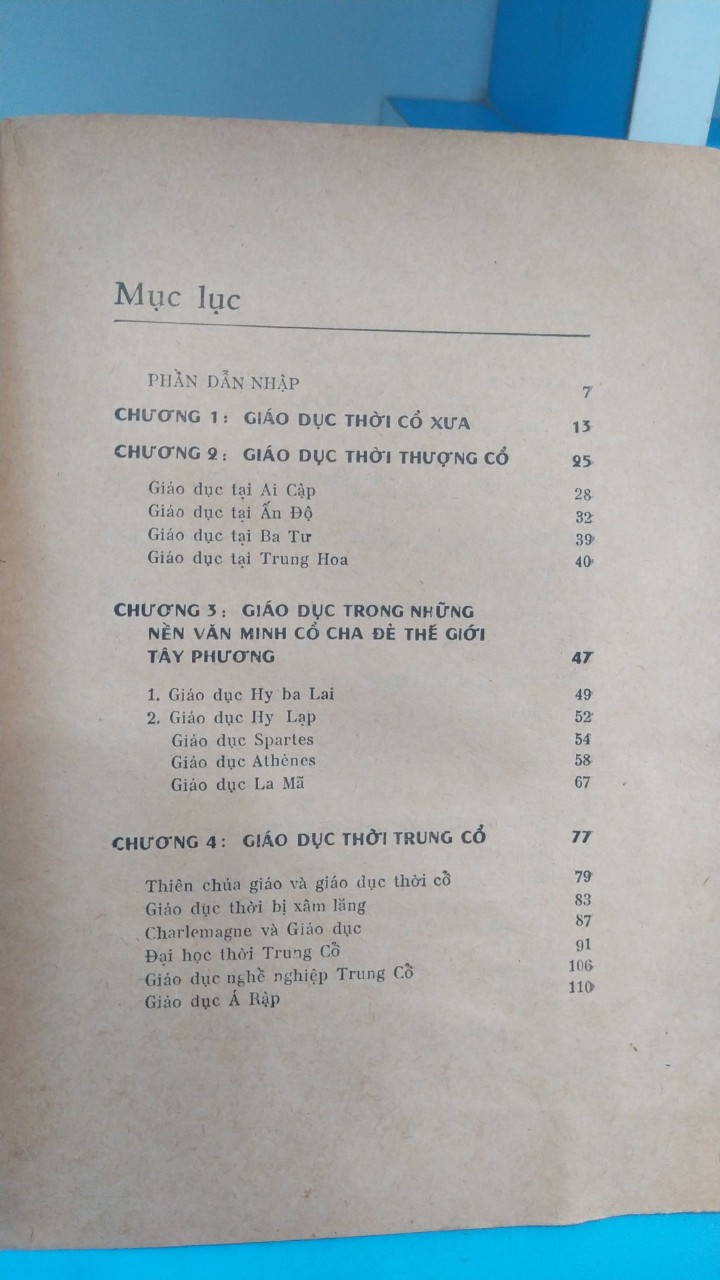 Mục lục
PHẦN DẪN NHẬP 7
CHƯƠNG 1: GIÁO DỤC THỜI CỔ XƯA 13
CHƯƠNG 2: GIÁO DỤC THỜI THƯỢNG CỔ 25
Giáo dục tại Ai Cập 28
Giáo dục tại Ấn Độ 32
Giáo dục tại Ba Tư 39
Giáo dục tại Trung Hoa 40
CHƯƠNG 3: GIÁO DỤC TRONG NHỮNG
NỀN VĂN MINH CỔ CHA ĐẺ THẾ GIỚI
TÂY PHƯƠNG 47
1. Giáo dục Hy ba Lai 49
2. Giáo dục Hy Lạp 52
Giáo dục Spartes 54
Giáo dục Athènes 58
Giáo dục La Mã 67
CHƯƠNG 4: GIÁO DỤC THỜI TRUNG CỔ 77
Thiên chúa giáo và giáo dục thời cổ 79
Giáo dục thời bị xâm lăng 83
Charlemagne và Giáo dục 87
Đại học thời Trung Cổ 91
Giáo dục nghề nghiệp Trung Cổ 106
Giáo dục Á Rập 110